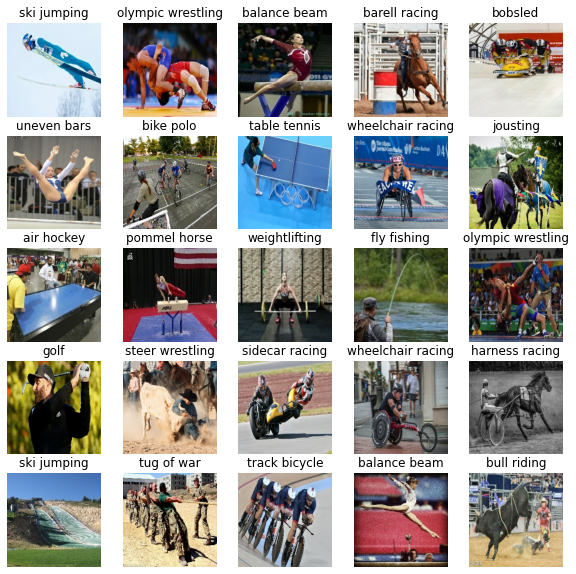 ski jumping
olympic wrestling
balance beam
barell racing
bobsled
uneven bars
bike polo
table tennis
wheelchair racing
jousting
air hockey
pommel horse
weightlifting
fly fishing
olympic wrestling
golf
steer wrestling
sidecar racing
wheelchair racing
harness racing
ski jumping
tug of war
track bicycle
balance beam
bull riding